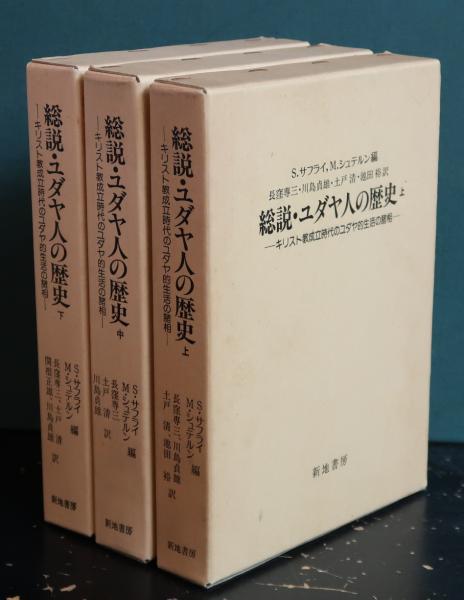 総説・ユダヤ人の歴史 下
―キリスト教成立時代のユダヤ的生活の諸相―
S・サフライ
M・シュテルン 編
長窪専三、土戸 清
関根正雄、川島貞雄 訳
新地書房
総説・ユダヤ人の歴史 中
―キリスト教成立時代のユダヤ的生活の諸相―
S・サフライ
M・シュテルン 編
長窪専三
土戸 清 訳
川島貞雄
新地書房
総説・ユダヤ人の歴史 上
―キリスト教成立時代のユダヤ的生活の諸相―
S・サフライ
M・シュテルン 編
長窪専三、川島貞雄
土戸 清、池田 裕 訳
新地書房
S.サフライ, M.シュテルン 編
長窪専三・川島貞雄・土戸 清・池田 裕 訳
総説・ユダヤ人の歴史 上
―キリスト教成立時代のユダヤ的生活の諸相―
新地書房